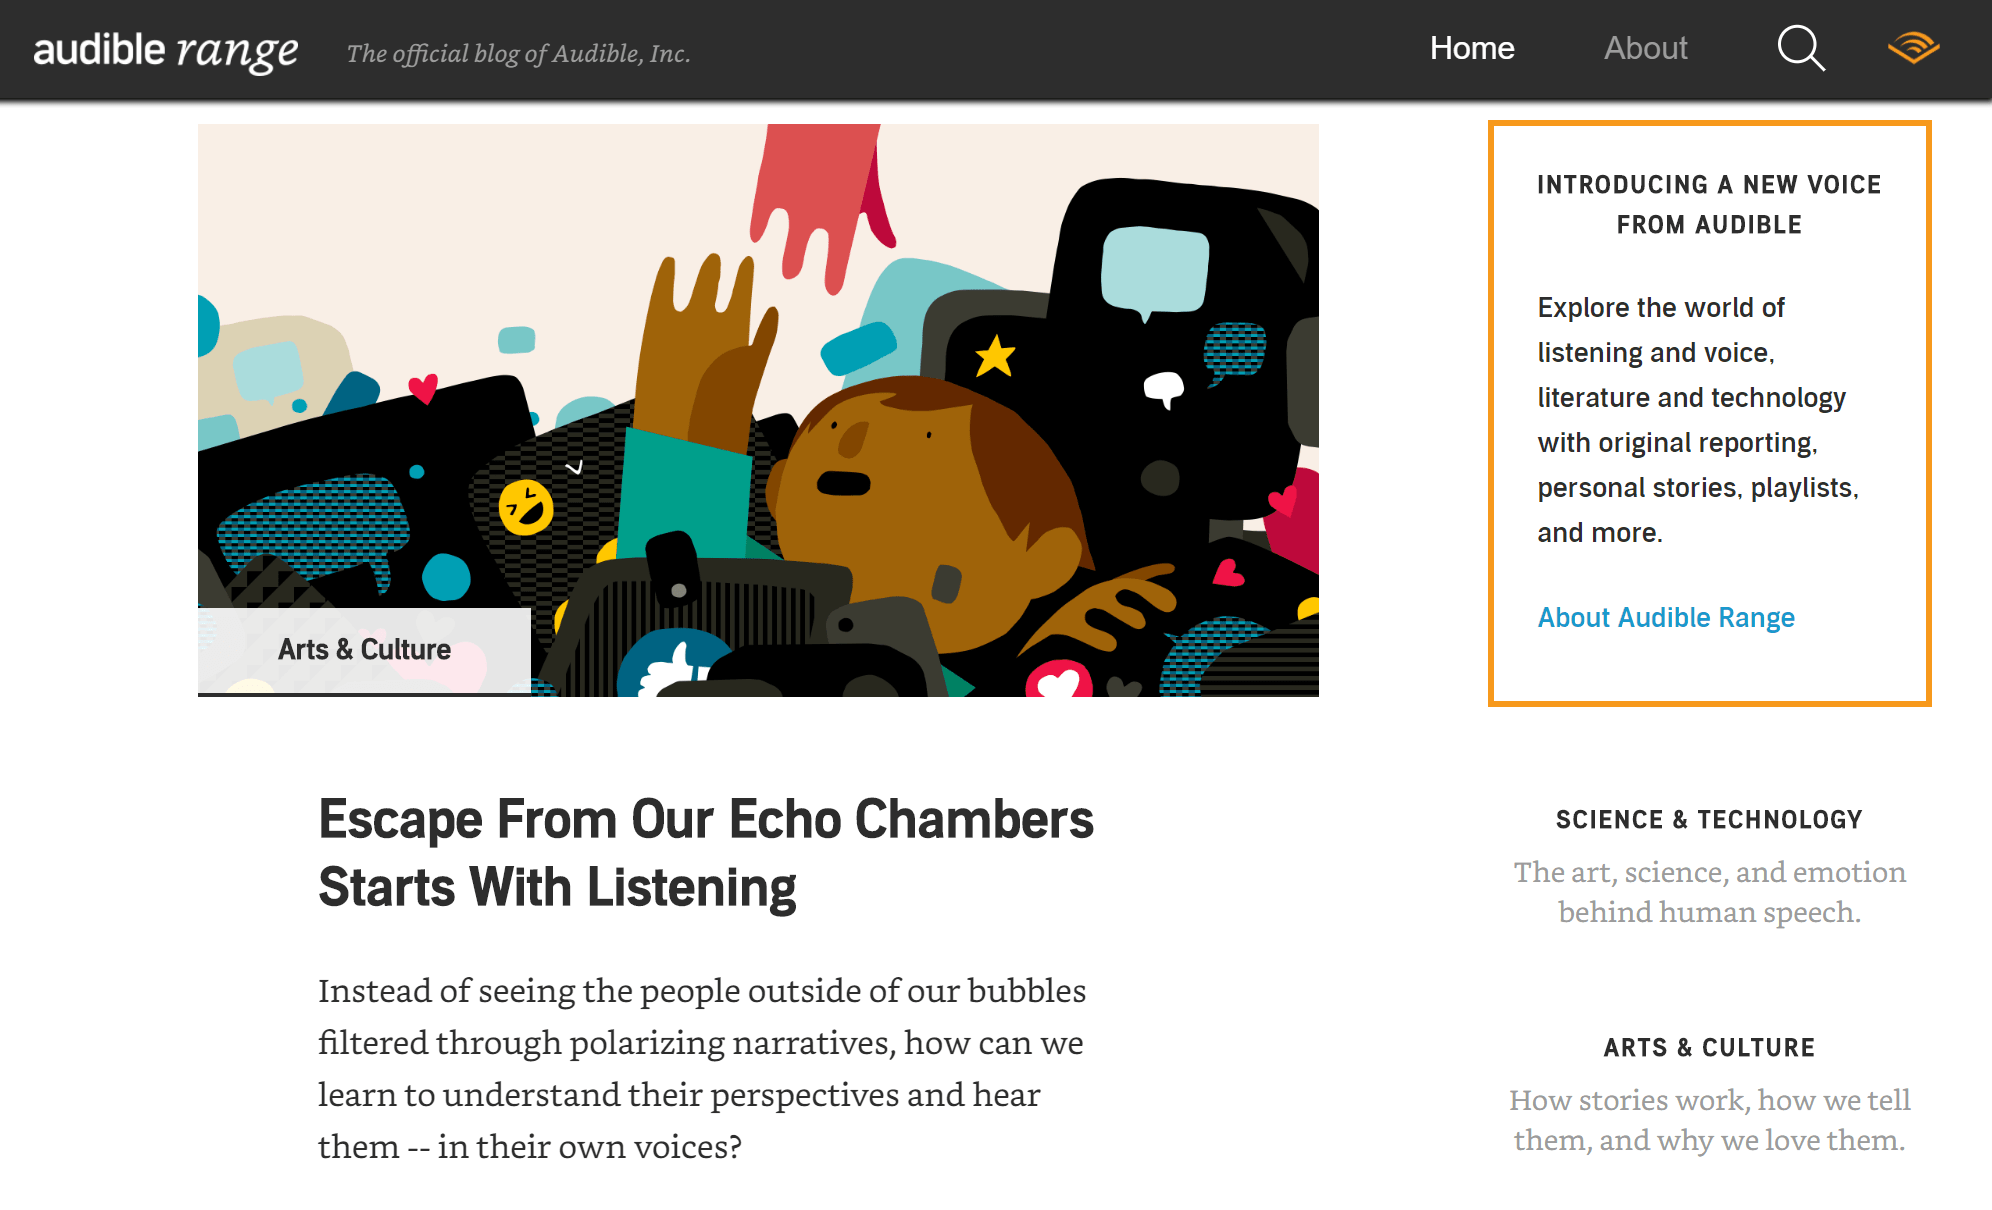 audible range
The official blog of Audible, Inc.
Home
About
Arts & Culture
Escape From Our Echo Chambers
Starts With Listening
Instead of seeing the people outside of our bubbles
filtered through polarizing narratives, how can we
learn to understand their perspectives and hear
them -- in their own voices?
INTRODUCING A NEW VOICE
FROM AUDIBLE
Explore the world of
listening and voice,
literature and technology
with original reporting,
personal stories, playlists,
and more.
About Audible Range
SCIENCE & TECHNOLOGY
The art, science, and emotion
behind human speech.
ARTS & CULTURE
How stories work, how we tell
them, and why we love them.